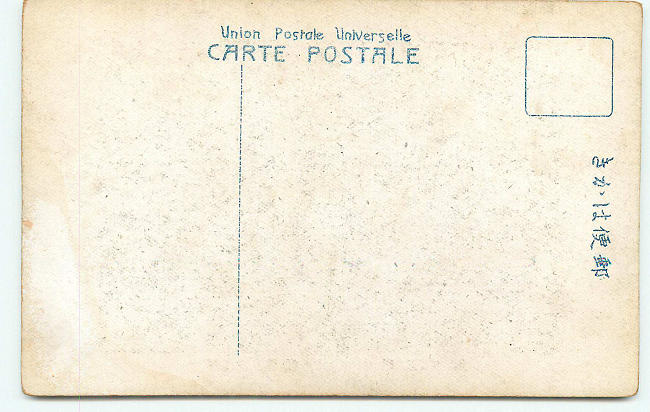 Union Postale Universelle
CARTE POSTALE
きかは便郵